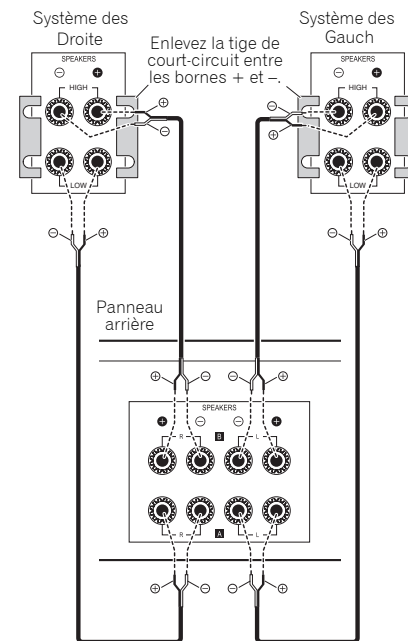 Système des
Droite
Enlevez la tige de
court-circuit entre
les bornes + et –.
Système des
Gauch
SPEAKERS
⊖ ⊕
HIGH
LOW
⊕
⊖
⊖ ⊕
SPEAKERS
⊖ ⊕
HIGH
LOW
⊖
⊕
⊖ ⊕
Panneau
arrière
⊕ ⊖ ⊖ ⊕
SPEAKERS
⊕ ⊖ ⊖ ⊕
R B L
R A L
⊕ ⊖ ⊖ ⊕